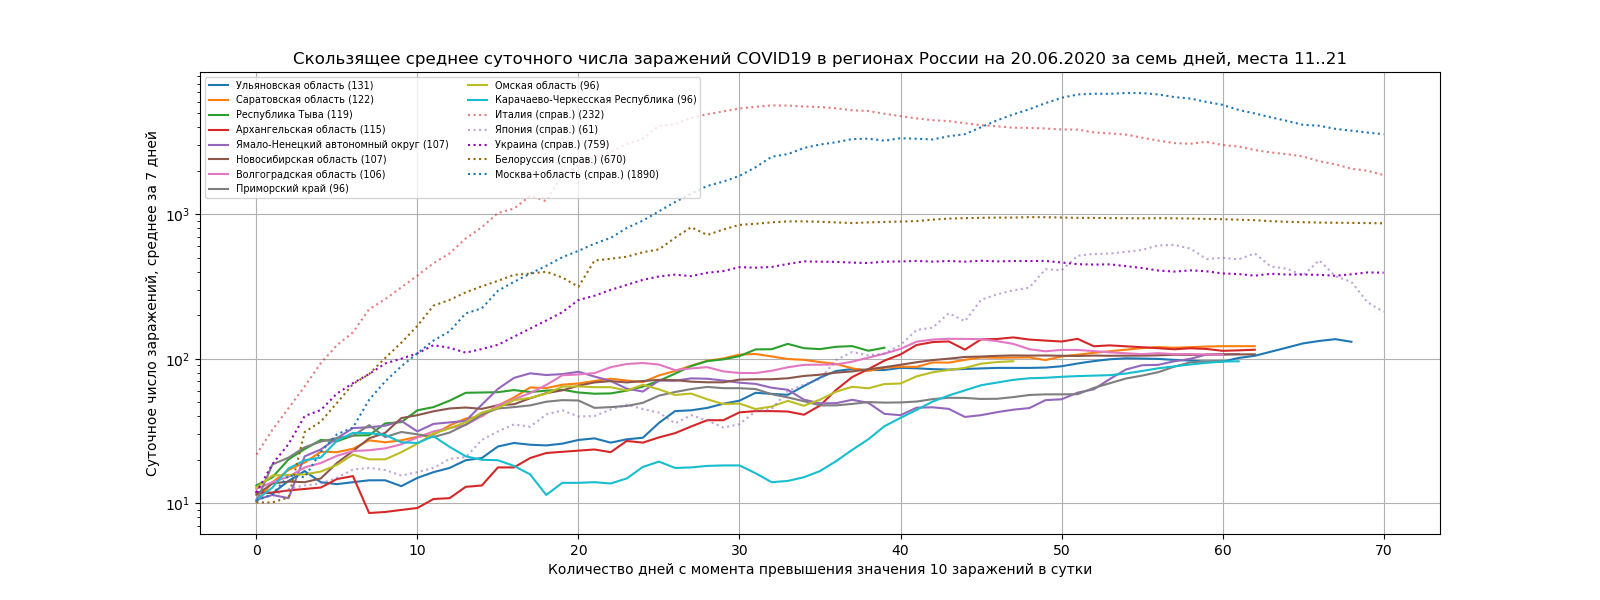 Скользящее среднее суточного числа заражений COVID19 в регионах России на 20.06.2020 за семь дней, места 11..21
Суточное число заражений, среднее за 7 дней
Ульяновская область (131)
Саратовская область (122)
Республика Тыва (119)
Архангельская область (115)
Ямало-Ненецкий автономный округ (107)
Новосибирская область (107)
Волгоградская область (106)
Приморский край (96)
Омская область (96)
Карачаево-Черкесская Республика (96)
Италия (справ.) (232)
Япония (справ.) (61)
Украина (справ.) (759)
Белоруссия (справ.) (670)
Москва+область (справ.) (1890)
10³
10²
10¹
0 10 20 30 40 50 60 70
Количество дней с момента превышения значения 10 заражений в сутки